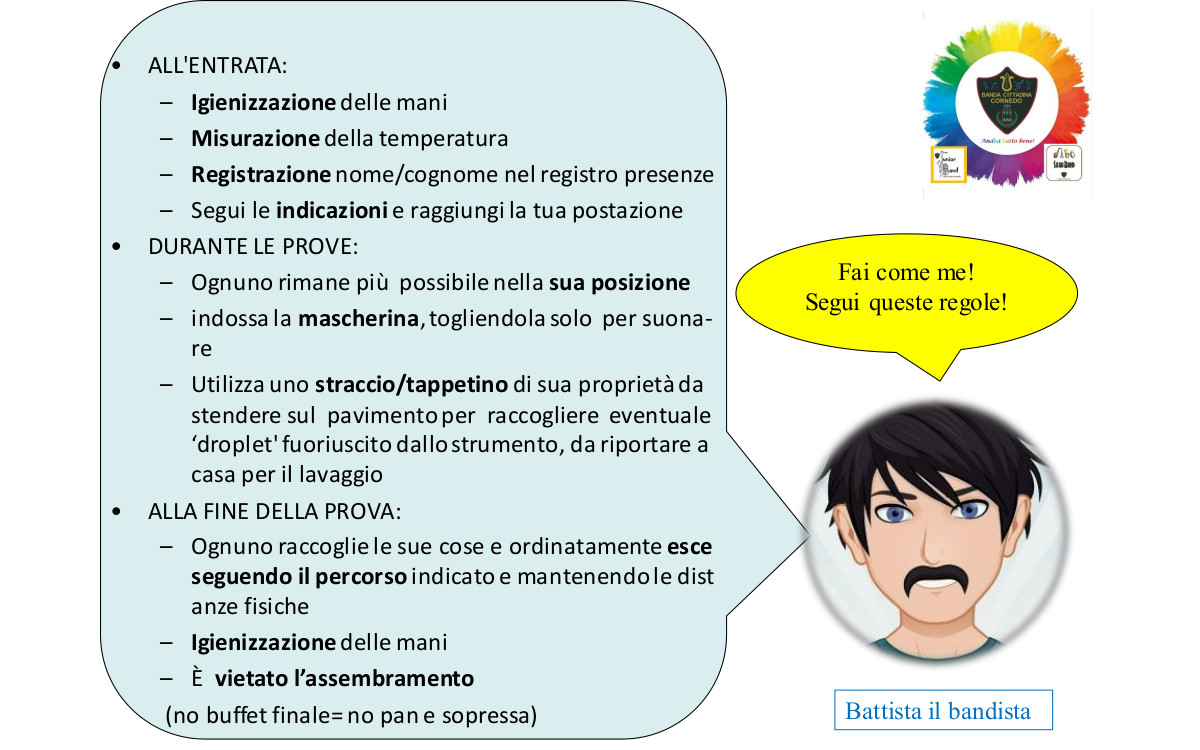 • ALL'ENTRATA:
– Igienizzazione delle mani
– Misurazione della temperatura
– Registrazione nome/cognome nel registro presenze
– Segui le indicazioni e raggiungi la tua postazione
• DURANTE LE PROVE:
– Ognuno rimane più possibile nella sua posizione
– indossa la mascherina, togliendola solo per suona-
re
– Utilizza uno straccio/tappetino di sua proprietà da
stendere sul pavimento per raccogliere eventuale
‘droplet' fuoriuscito dallo strumento, da riportare a
casa per il lavaggio
• ALLA FINE DELLA PROVA:
– Ognuno raccoglie le sue cose e ordinatamente esce
seguendo il percorso indicato e mantenendo le dist
anze fisiche
– Igienizzazione delle mani
– È vietato l’assembramento
(no buffet finale= no pan e sopressa)
BANDA CITTADINA
CORNEDO
Andrà tutto bene!
Fai come me!
Segui queste regole!
Battista il bandista